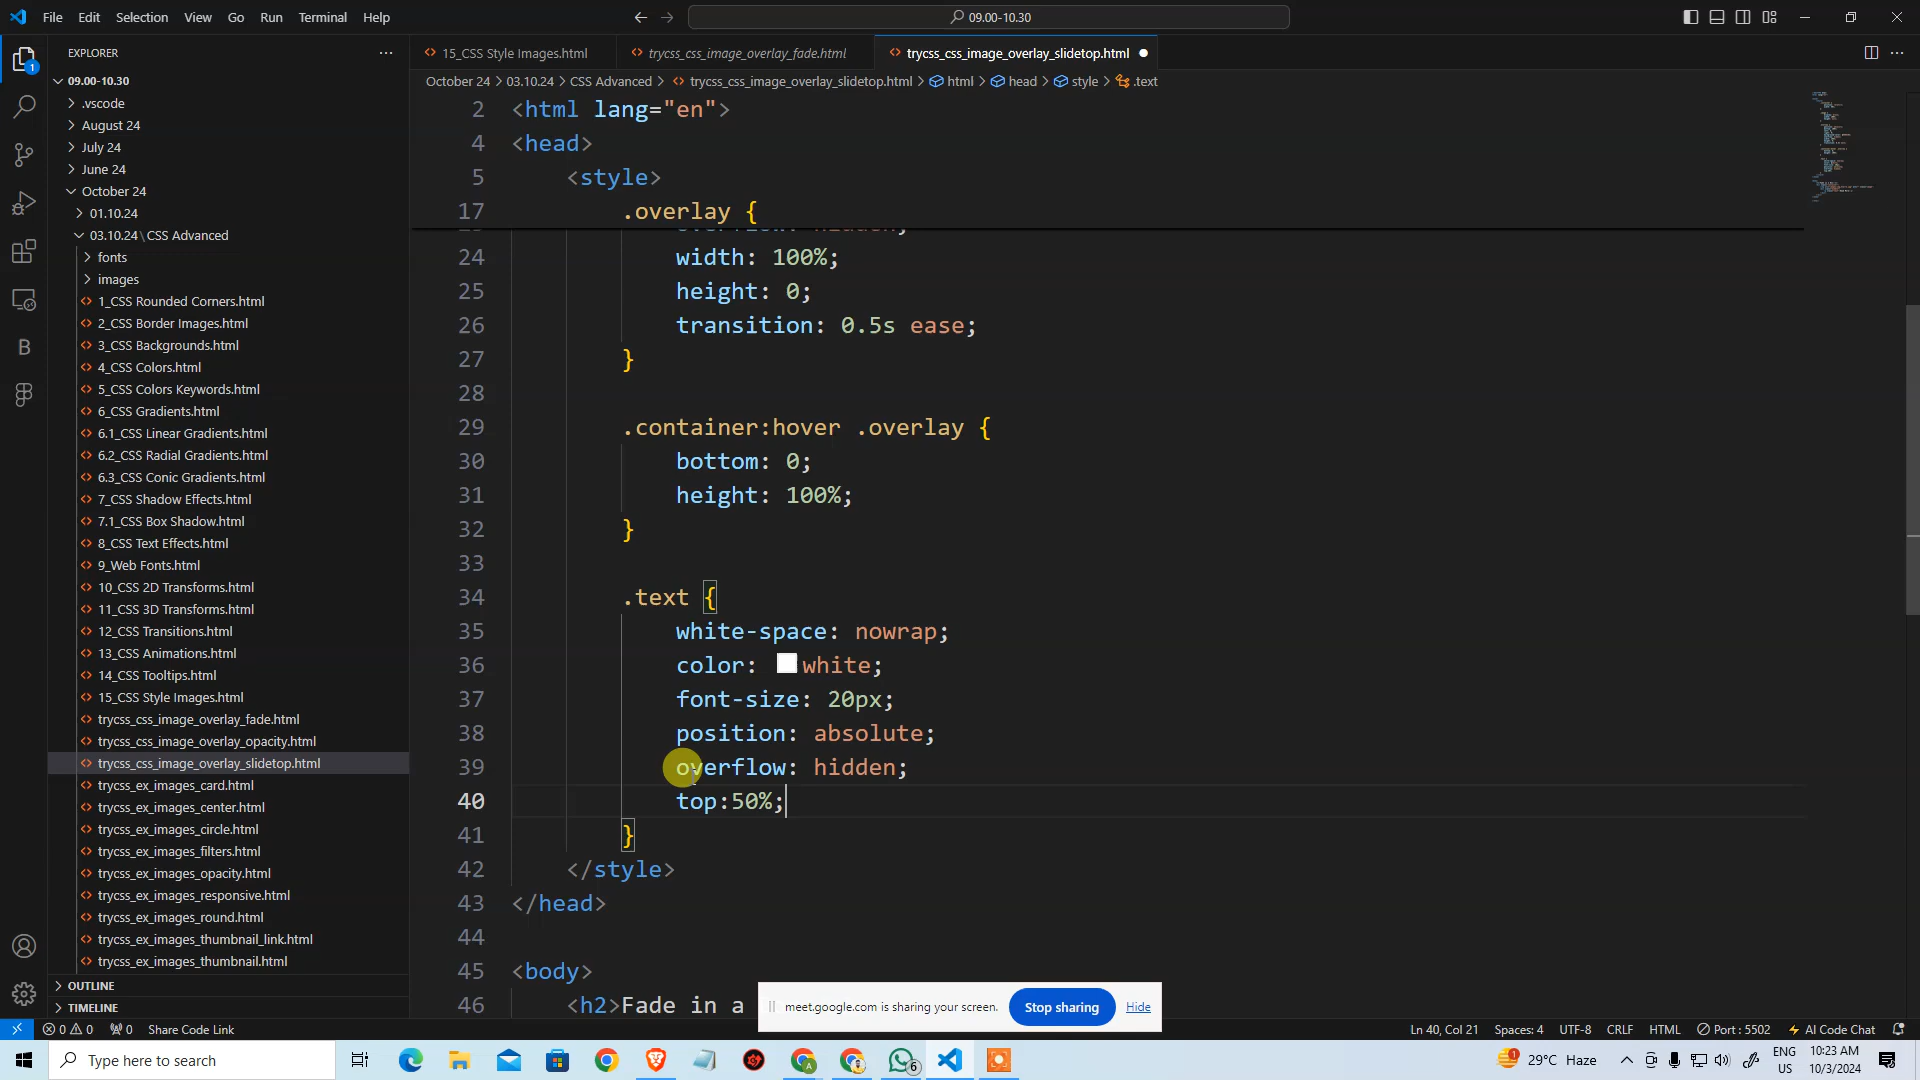 File Edit Selection View Go Run Terminal Help
09.00-10.30
EXPLORER
15_CSS Style Images.html
trycss_css_image_overlay_fade.html
trycss_css_image_overlay_slidetop.html
October 24 > 03.10.24 > CSS Advanced > trycss_css_image_overlay_slidetop.html > html > head > style > .text
09.00-10.30
.vscode
August 24
July 24
June 24
October 24
01.10.24
03.10.24\CSS Advanced
fonts
images
1_CSS Rounded Corners.html
2_CSS Border Images.html
3_CSS Backgrounds.html
4_CSS Colors.html
5_CSS Colors Keywords.html
6_CSS Gradients.html
6.1_CSS Linear Gradients.html
6.2_CSS Radial Gradients.html
6.3_CSS Conic Gradients.html
7_CSS Shadow Effects.html
7.1_CSS Box Shadow.html
8_CSS Text Effects.html
9_Web Fonts.html
10_CSS 2D Transforms.html
11_CSS 3D Transforms.html
12_CSS Transitions.html
13_CSS Animations.html
14_CSS Tooltips.html
15_CSS Style Images.html
trycss_css_image_overlay_fade.html
trycss_css_image_overlay_opacity.html
trycss_css_image_overlay_slidetop.html
trycss_ex_images_card.html
trycss_ex_images_center.html
trycss_ex_images_circle.html
trycss_ex_images_filters.html
trycss_ex_images_opacity.html
trycss_ex_images_responsive.html
trycss_ex_images_round.html
trycss_ex_images_thumbnail_link.html
trycss_ex_images_thumbnail.html
OUTLINE
TIMELINE
2 <html lang="en">
4 <head>
5 <style>
17 .overlay {
24 width: 100%;
25 height: 0;
26 transition: 0.5s ease;
27 }
28
29 .container:hover .overlay {
30 bottom: 0;
31 height: 100%;
32 }
33
34 .text {
35 white-space: nowrap;
36 color: white;
37 font-size: 20px;
38 position: absolute;
39 overflow: hidden;
40 top:50%;
41 }
42 </style>
43 </head>
44
45 <body>
46 <h2>Fade in a
meet.google.com is sharing your screen. Stop sharing Hide
0 0 0 Share Code Link Ln 40, Col 21 Spaces: 4 UTF-8 CRLF HTML Port : 5502 AI Code Chat
Type here to search
6
1 29°C Haze
ENG US
10:23 AM
10/3/2024